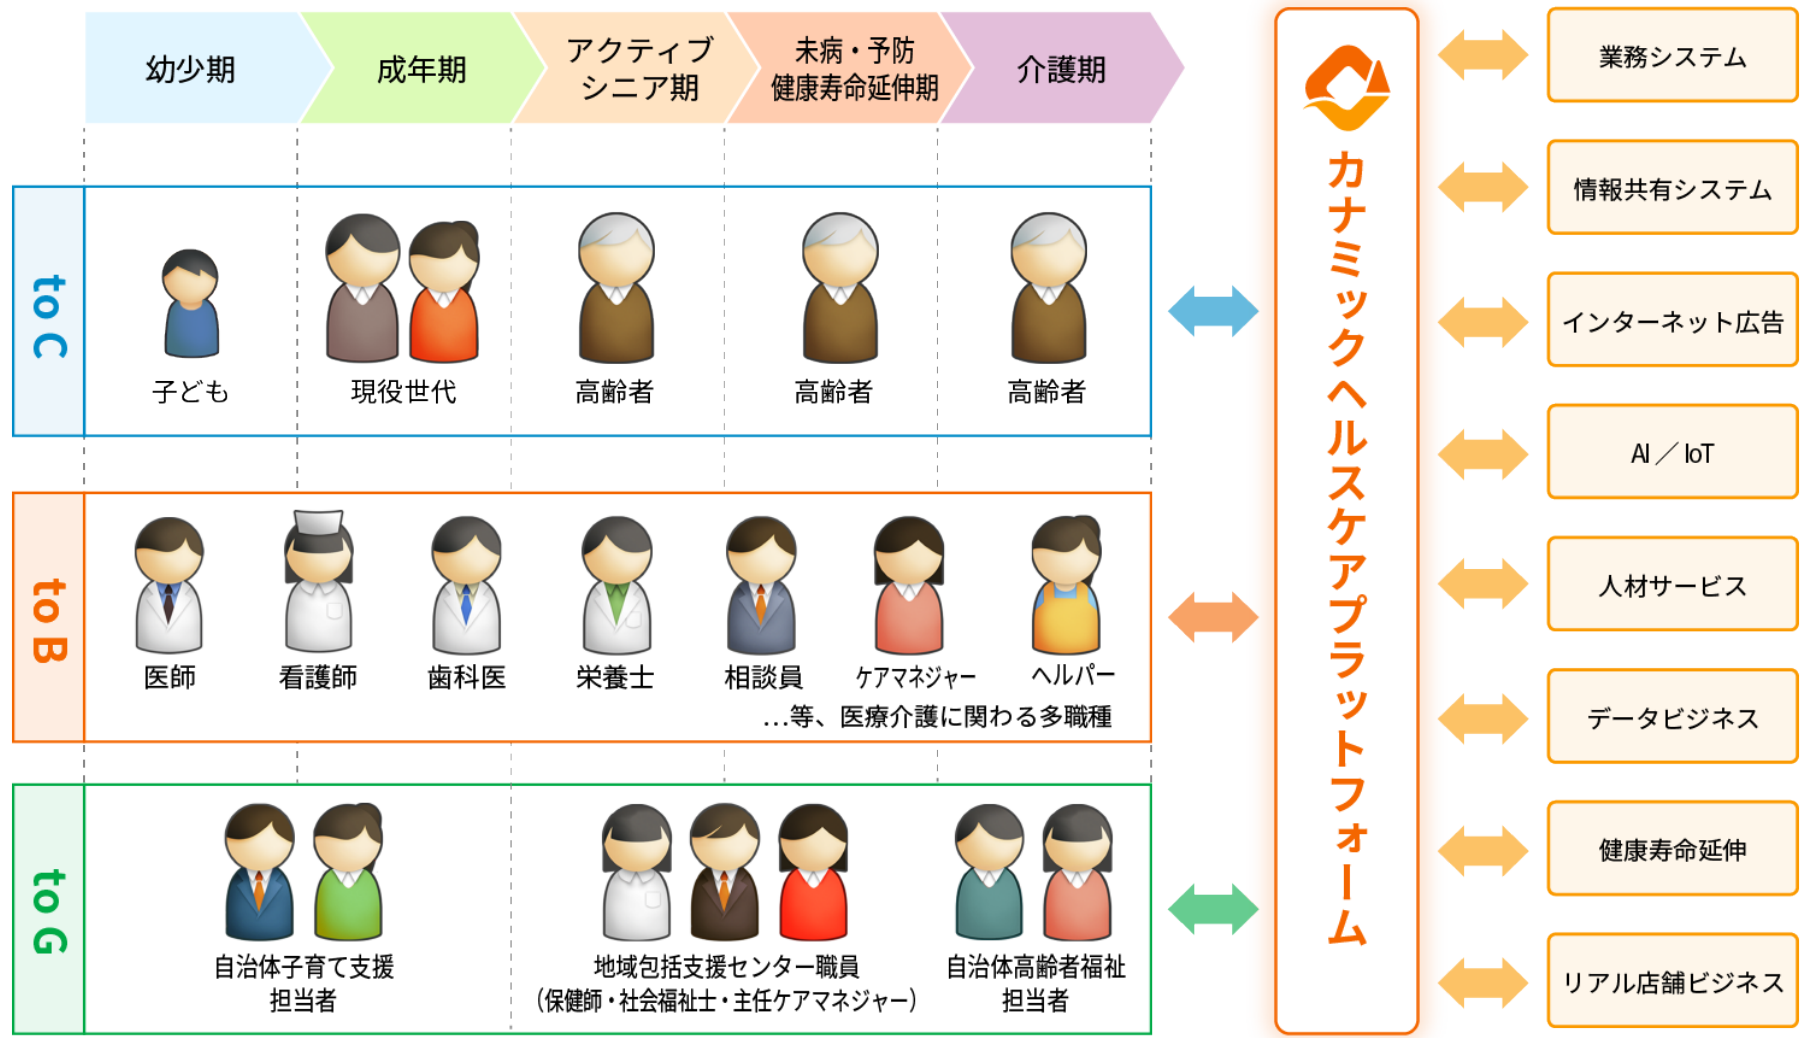 幼少期
成年期
アクティブ
シニア期
未病・予防
健康寿命延伸期
介護期
to C
子ども
現役世代
高齢者
高齢者
高齢者
to B
医師
看護師
歯科医
栄養士
相談員
ケアマネジャー
ヘルパー
…等、医療介護に関わる多職種
to G
自治体子育て支援
担当者
地域包括支援センター職員
（保健師・社会福祉士・主任ケアマネジャー）
自治体高齢者福祉
担当者
カナミックヘルスケアプラットフォーム
業務システム
情報共有システム
インターネット広告
AI／IoT
人材サービス
データビジネス
健康寿命延伸
リアル店舗ビジネス